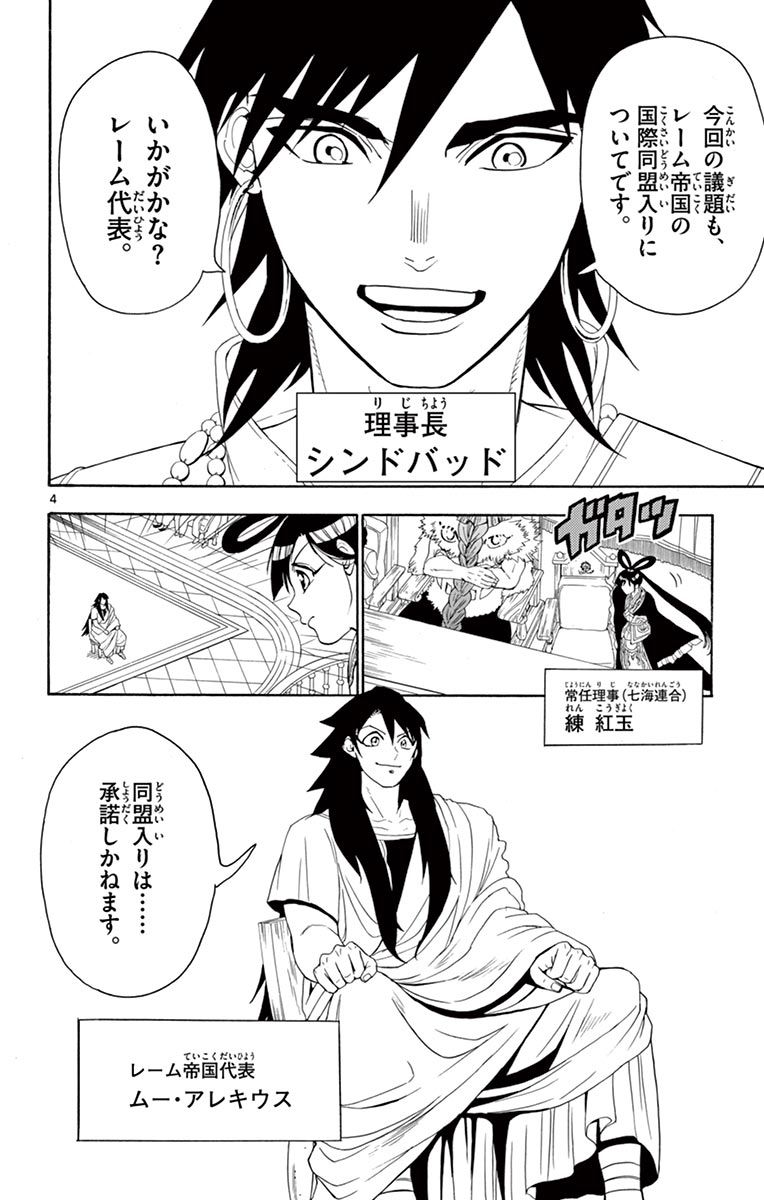 今回の議題も、
レーム帝国の
国際同盟入りに
ついてです。
いかがかな?
レーム代表。
理事長
シンドバッド
4
ガタッ
常任理事(七海連合)
練 紅玉
同盟入りは……
承諾しかねます。
レーム帝国代表
ムー・アレキウス